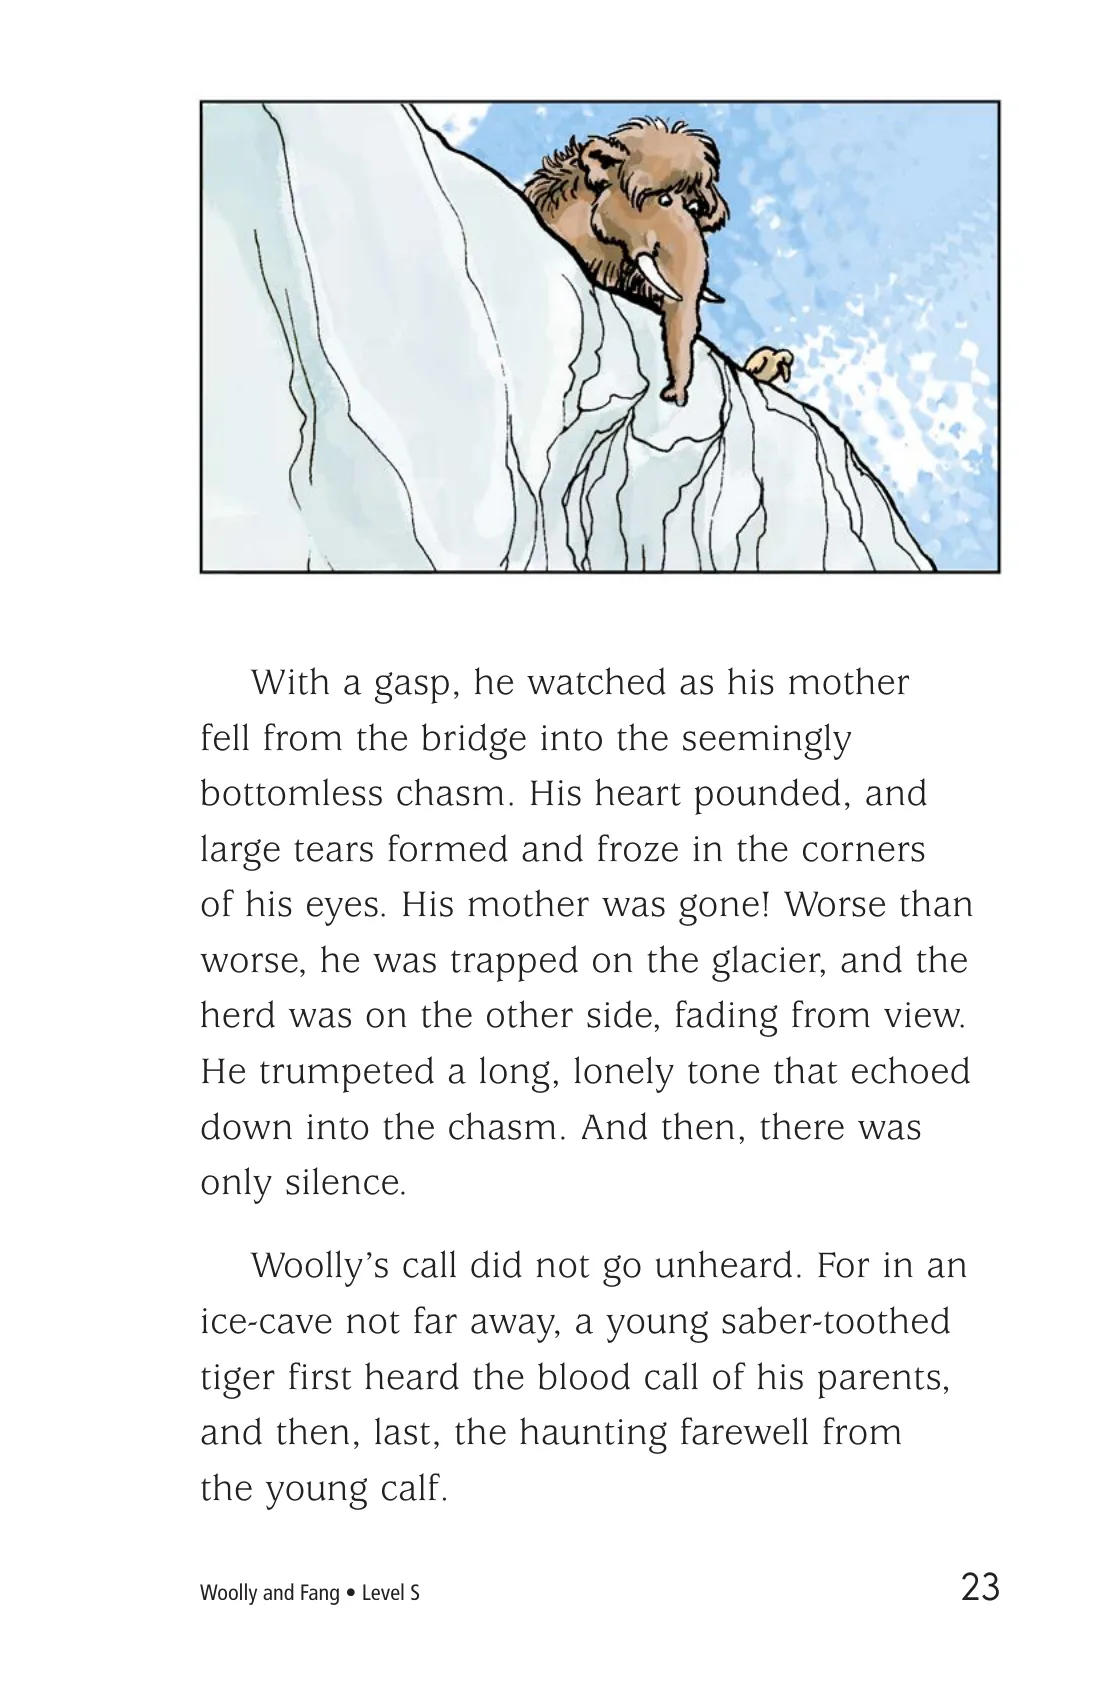 With a gasp, he watched as his mother
fell from the bridge into the seemingly
bottomless chasm. His heart pounded, and
large tears formed and froze in the corners
of his eyes. His mother was gone! Worse than
worse, he was trapped on the glacier, and the
herd was on the other side, fading from view.
He trumpeted a long, lonely tone that echoed
down into the chasm. And then, there was
only silence.
Woolly’s call did not go unheard. For in an
ice-cave not far away, a young saber-toothed
tiger first heard the blood call of his parents,
and then, last, the haunting farewell from
the young calf.
Woolly and Fang • Level S 23